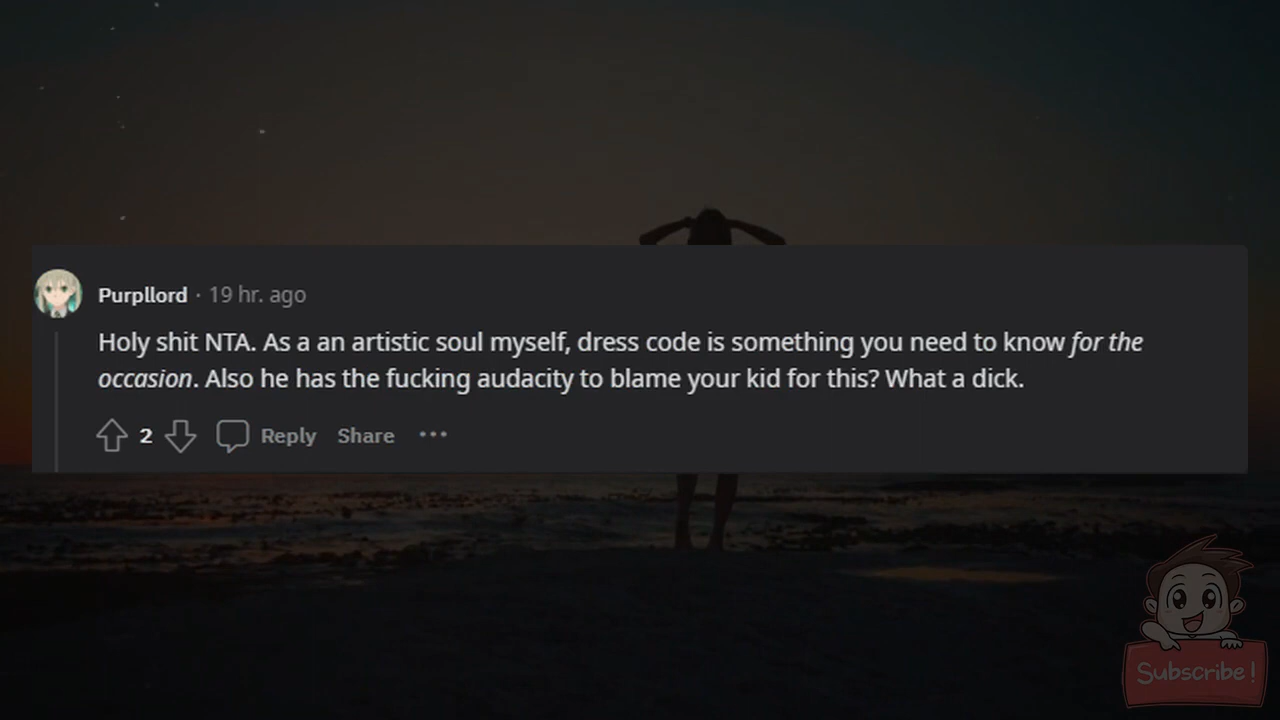 Purpllord · 19 hr. ago
Holy shit NTA. As a an artistic soul myself, dress code is something you need to know for the
occasion. Also he has the fucking audacity to blame your kid for this? What a dick.
2 Reply Share ···
Subscribe!